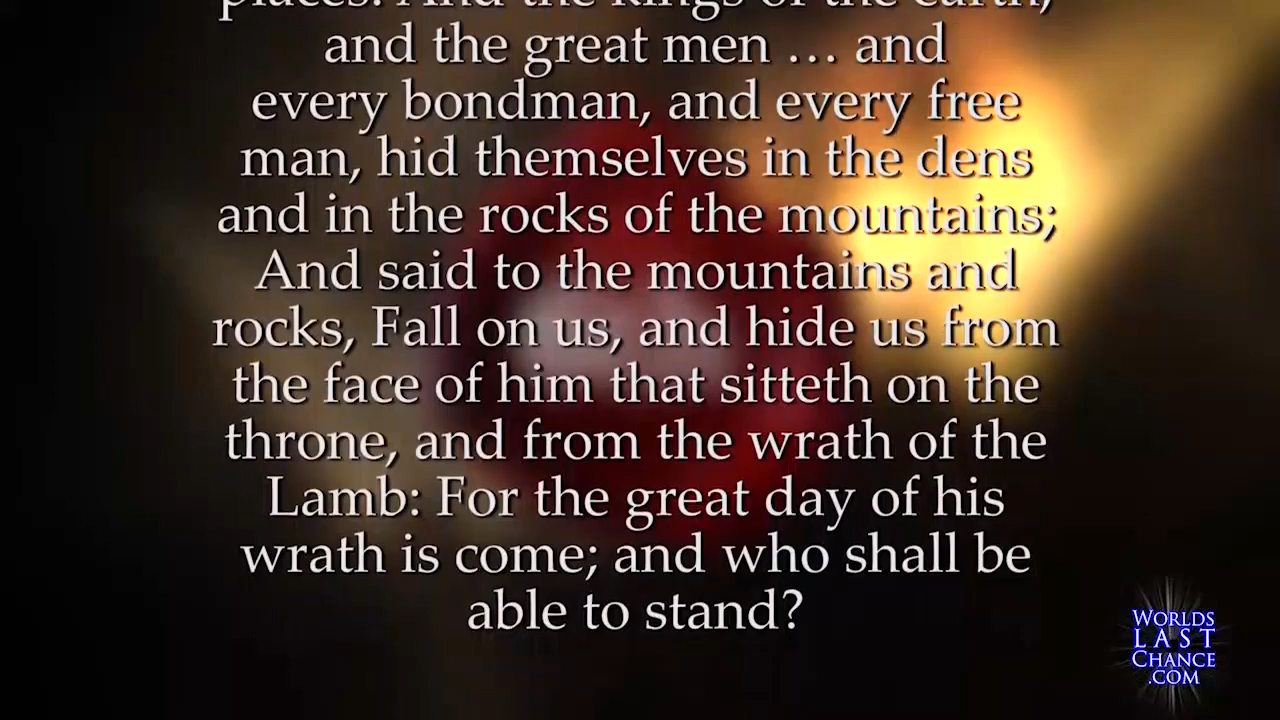 places. And the kings of the earth,
and the great men … and
every bondman, and every free
man, hid themselves in the dens
and in the rocks of the mountains;
And said to the mountains and
rocks, Fall on us, and hide us from
the face of him that sitteth on the
throne, and from the wrath of the
Lamb: For the great day of his
wrath is come; and who shall be
able to stand?
WORLDS
LAST
CHANCE
.COM